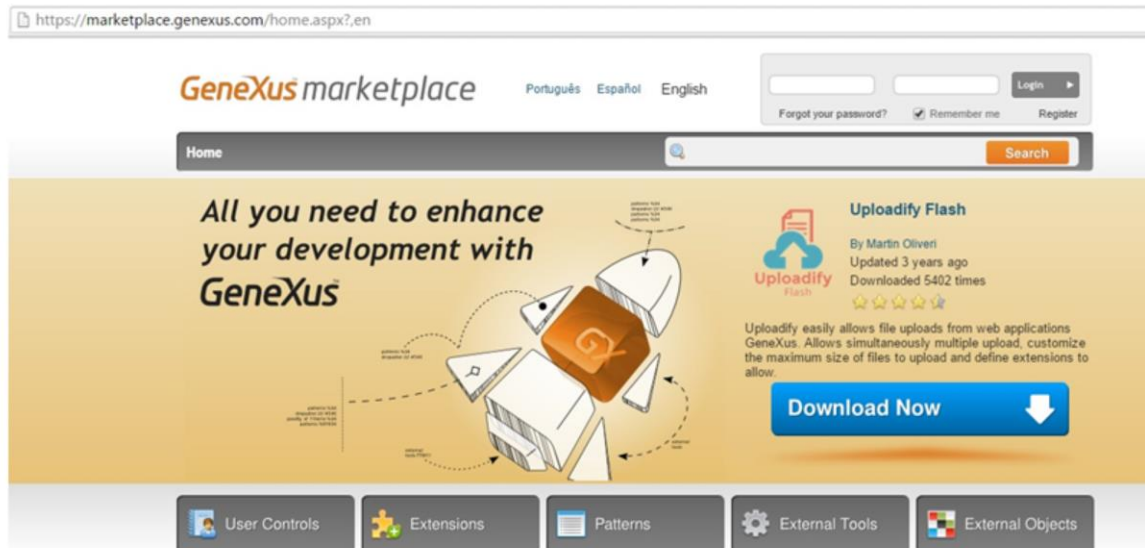 https://marketplace.genexus.com/home.aspx?,en
GeneXus marketplace
Português Español English
Login
Forgot your password? Remember me Register
Home
Search
All you need to enhance
your development with
GeneXus
GX
Uploadify
Flash
Uploadify Flash
By Martin Oliveri
Updated 3 years ago
Downloaded 5402 times
Uploadify easily allows file uploads from web applications
GeneXus. Allows simultaneously multiple upload, customize
the maximum size of files to upload and define extensions to
allow.
Download Now
User Controls
Extensions
Patterns
External Tools
External Objects